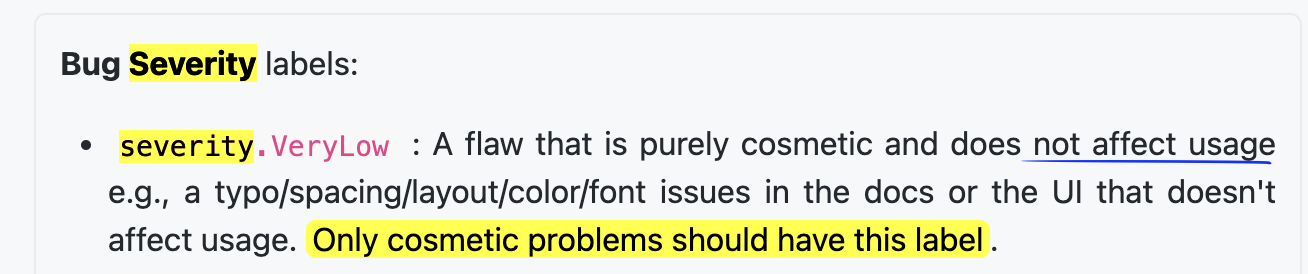 Bug Severity labels:
• severity.VeryLow : A flaw that is purely cosmetic and does not affect usage
e.g., a typo/spacing/layout/color/font issues in the docs or the UI that doesn't
affect usage. Only cosmetic problems should have this label.